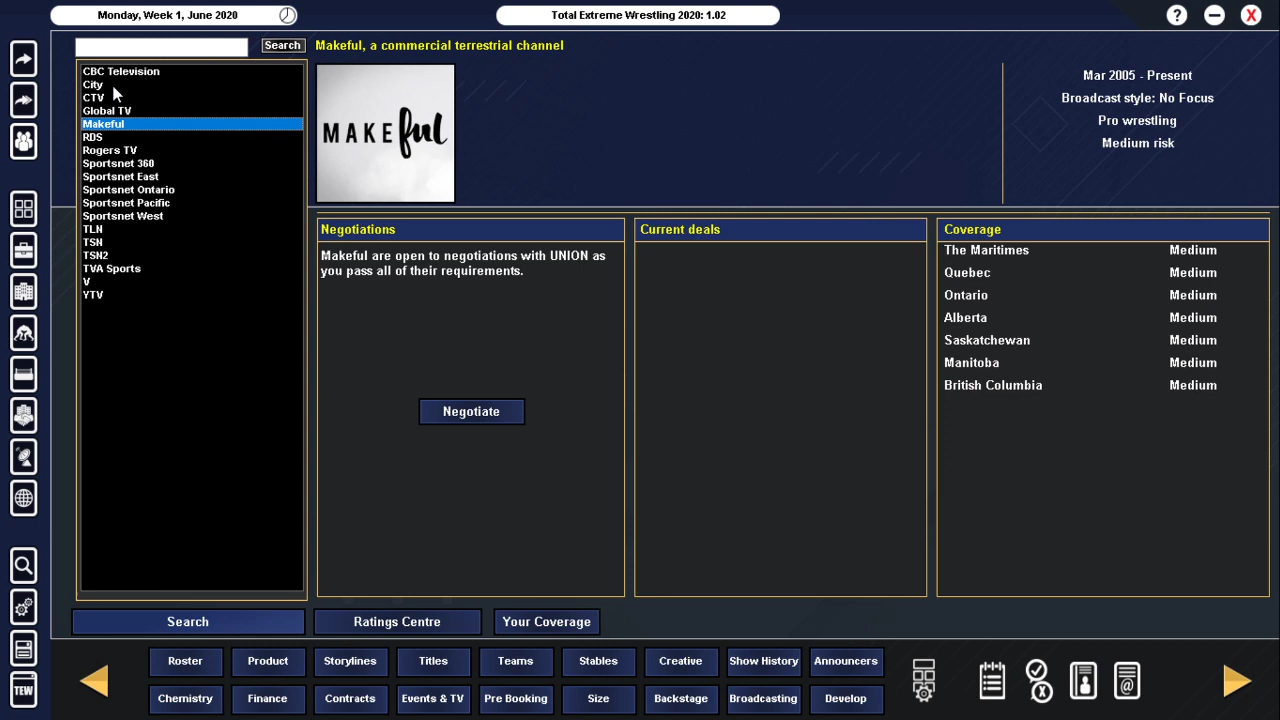 Monday, Week 1, June 2020
Total Extreme Wrestling 2020: 1.02
? X
Search
Makeful, a commercial terrestrial channel
CBC Television
City
CTV
Global TV
Makeful
RDS
Rogers TV
Sportsnet 360
Sportsnet East
Sportsnet Ontario
Sportsnet Pacific
Sportsnet West
TLN
TSN
TSN2
TVA Sports
V
YTV
MAKEful
Mar 2005 - Present
Broadcast style: No Focus
Pro wrestling
Medium risk
Negotiations
Makeful are open to negotiations with UNION as
you pass all of their requirements.
Negotiate
Current deals
Coverage
The Maritimes Medium
Quebec Medium
Ontario Medium
Alberta Medium
Saskatchewan Medium
Manitoba Medium
British Columbia Medium
Search Ratings Centre Your Coverage
Roster Product Storylines Titles Teams Stables Creative Show History Announcers
Chemistry Finance Contracts Events & TV Pre Booking Size Backstage Broadcasting Develop
TEW